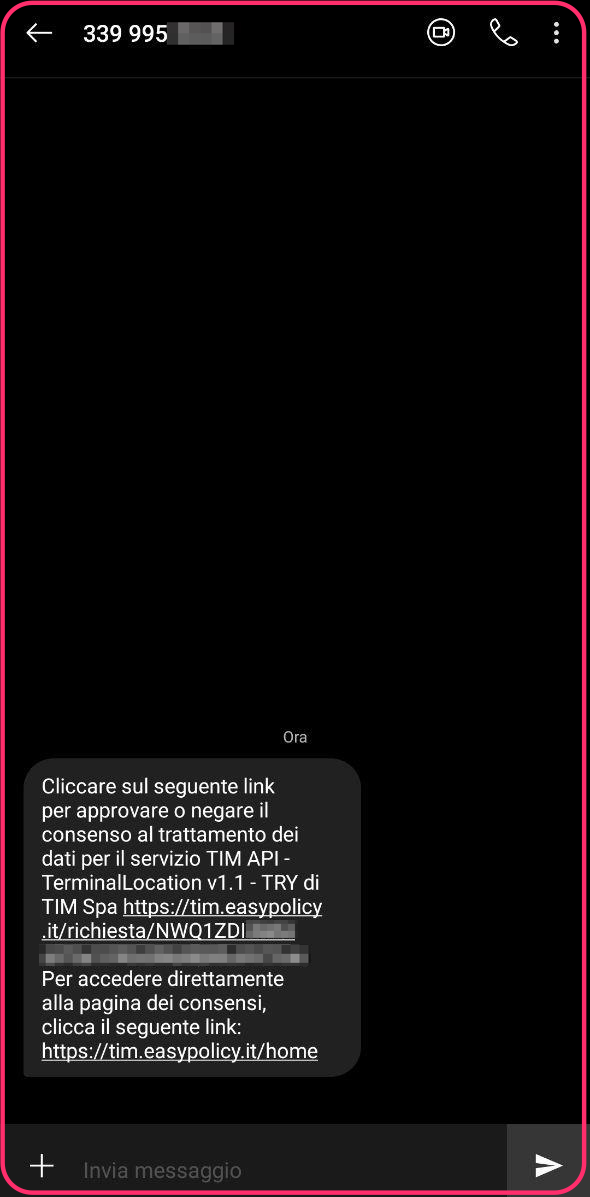 339 995
Ora
Cliccare sul seguente link
per approvare o negare il
consenso al trattamento dei
dati per il servizio TIM API -
TerminalLocation v1.1 - TRY di
TIM Spa https://tim.easypolicy
.it/richiesta/NWQ1ZDI
Per accedere direttamente
alla pagina dei consensi,
clicca il seguente link:
https://tim.easypolicy.it/home
Invia messaggio